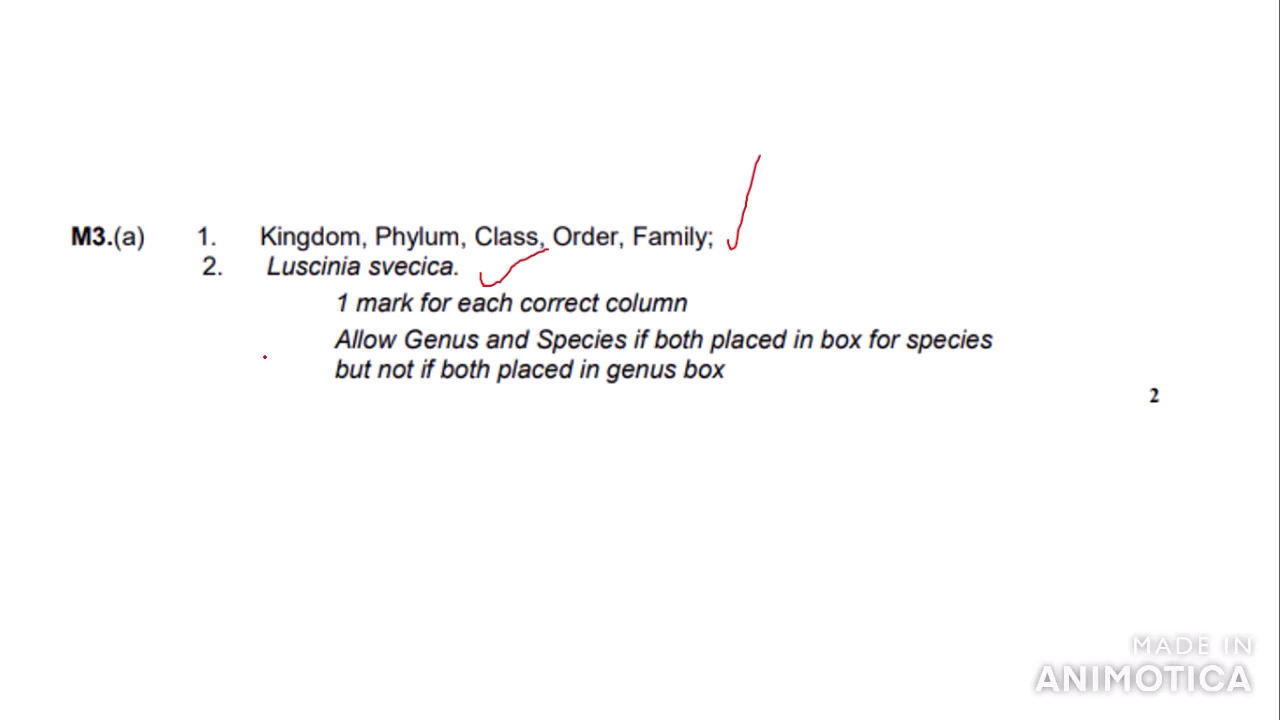 M3.(a) 1. Kingdom, Phylum, Class, Order, Family;
2. Luscinia svecica.
1 mark for each correct column
Allow Genus and Species if both placed in box for species
but not if both placed in genus box
2
MADE IN
ANIMOTICA